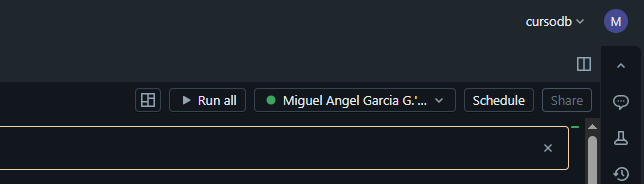 cursodb
M
Run all
Miguel Angel Garcia G.'...
Schedule
Share